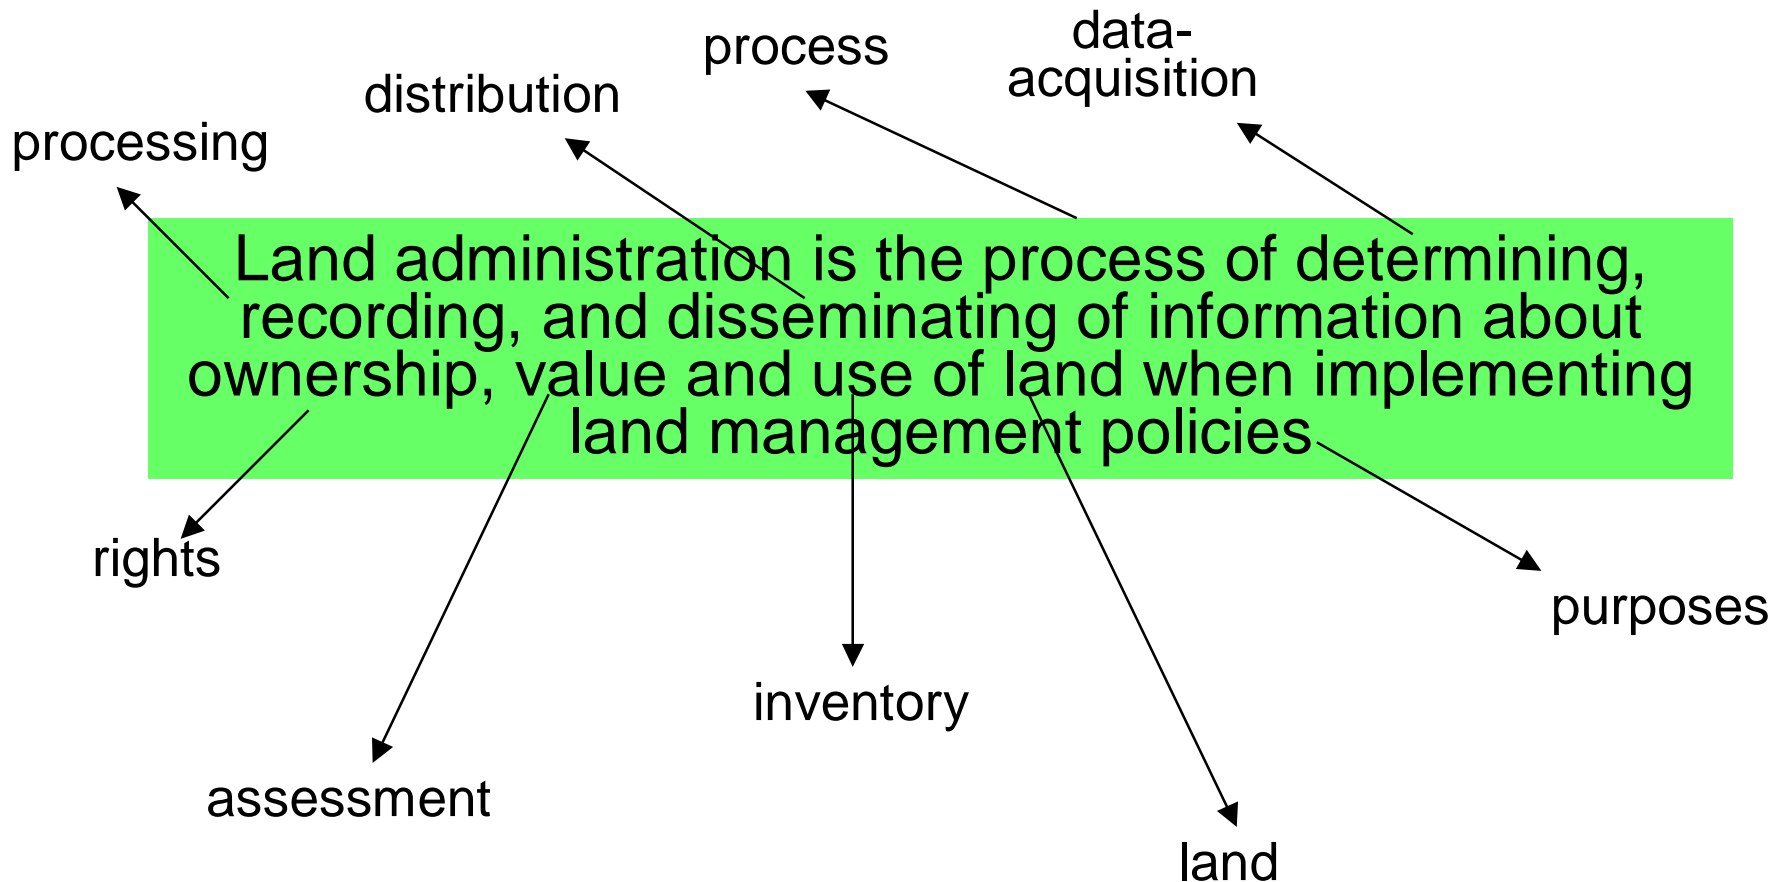 process
data-
acquisition
distribution
processing
Land administration is the process of determining,
recording, and disseminating of information about
ownership, value and use of land when implementing
land management policies
rights
purposes
inventory
assessment
land